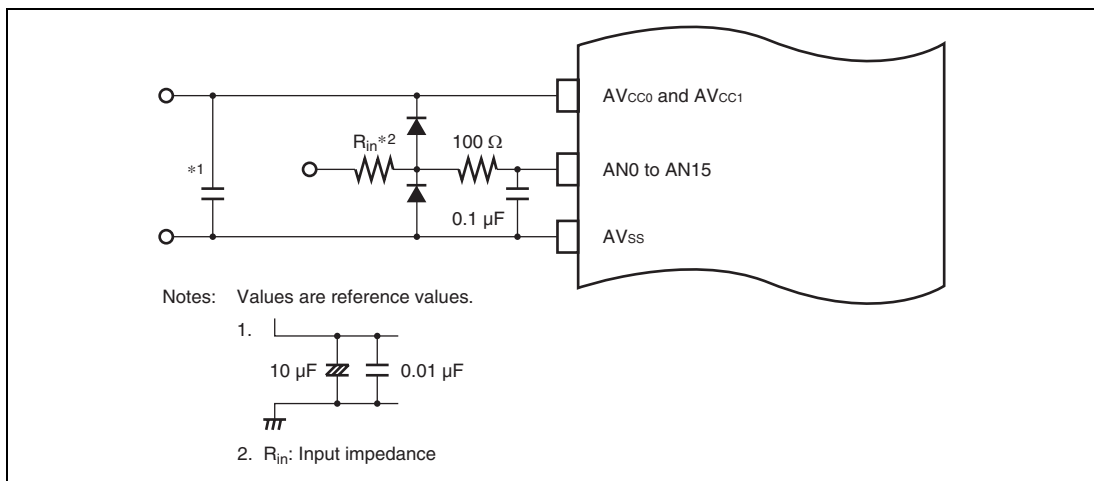 AVCC0 and AVCC1
Rin*2
100 Ω
*1
AN0 to AN15
0.1 µF
AVSS
Notes: Values are reference values.
1.
10 µF
0.01 µF
2. Rin: Input impedance